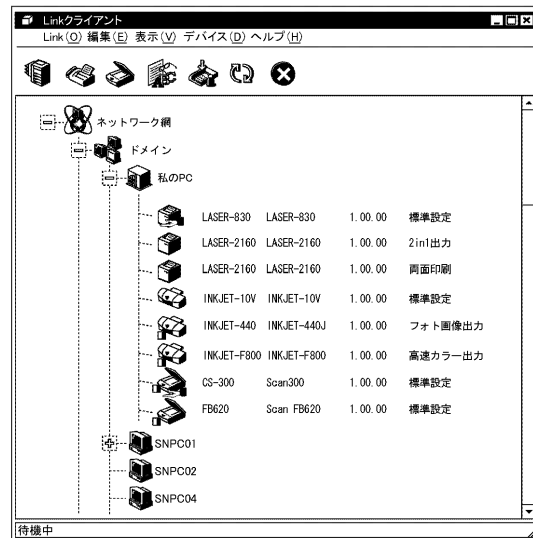 Linkクライアント
Link(O) 編集(E) 表示(V) デバイス(D) ヘルプ(H)
ABC
ネットワーク網
ドメイン
私のPC
LASER-830 LASER-830 1.00.00 標準設定
LASER-2160 LASER-2160 1.00.00 2in1出力
LASER-2160 LASER-2160 1.00.00 両面印刷
INKJET-10V INKJET-10V 1.00.00 標準設定
INKJET-440 INKJET-440J 1.00.00 フォト画像出力
INKJET-F800 INKJET-F800 1.00.00 高速カラー出力
CS-300 Scan300 1.00.00 標準設定
FB620 Scan FB620 1.00.00 標準設定
SNPC01
SNPC02
SNPC04
待機中